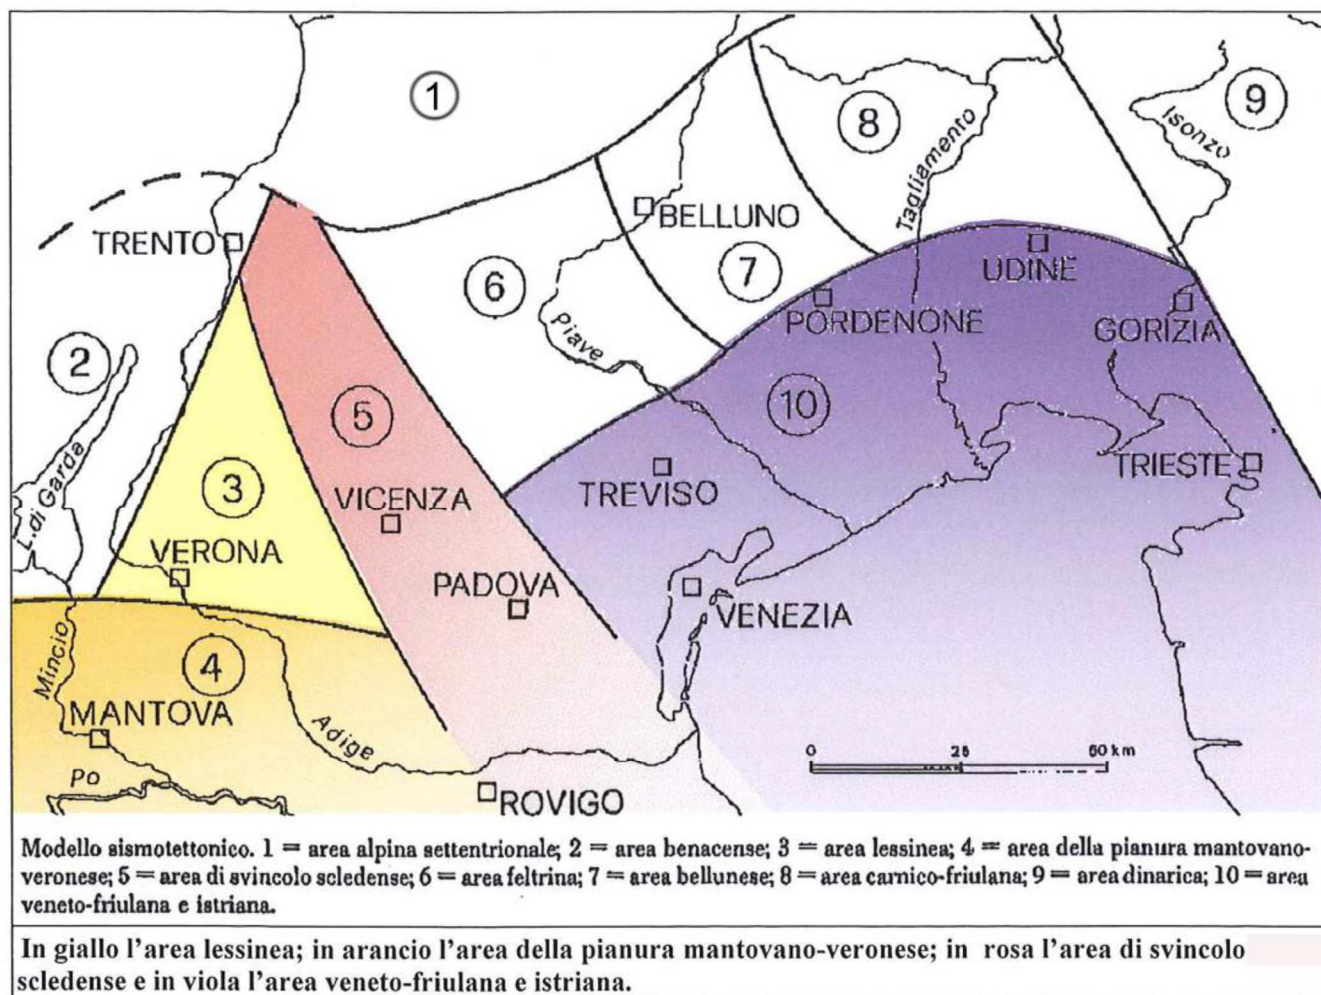 1
8
9
Isonzo
Tagliamento
BELLUNO
TRENTO
6
7
UDINE
PORDENONE
GORIZIA
2
Piave
5
10
L. di Garda
3
VICENZA
TREVISO
TRIESTE
VERONA
PADOVA
VENEZIA
Mincio
4
MANTOVA
Adige
0 25 50 km
Po
ROVIGO
Modello sismotettonico. 1 = area alpina settentrionale; 2 = area benacense; 3 = area lessinea; 4 = area della pianura mantovano-
veronese; 5 = area di svincolo scledense; 6 = area feltrina; 7 = area bellunese; 8 = area carnico-friulana; 9 = area dinarica; 10 = area
veneto-friulana e istriana.
In giallo l'area lessinea; in arancio l'area della pianura mantovano-veronese; in rosa l'area di svincolo
scledense e in viola l'area veneto-friulana e istriana.